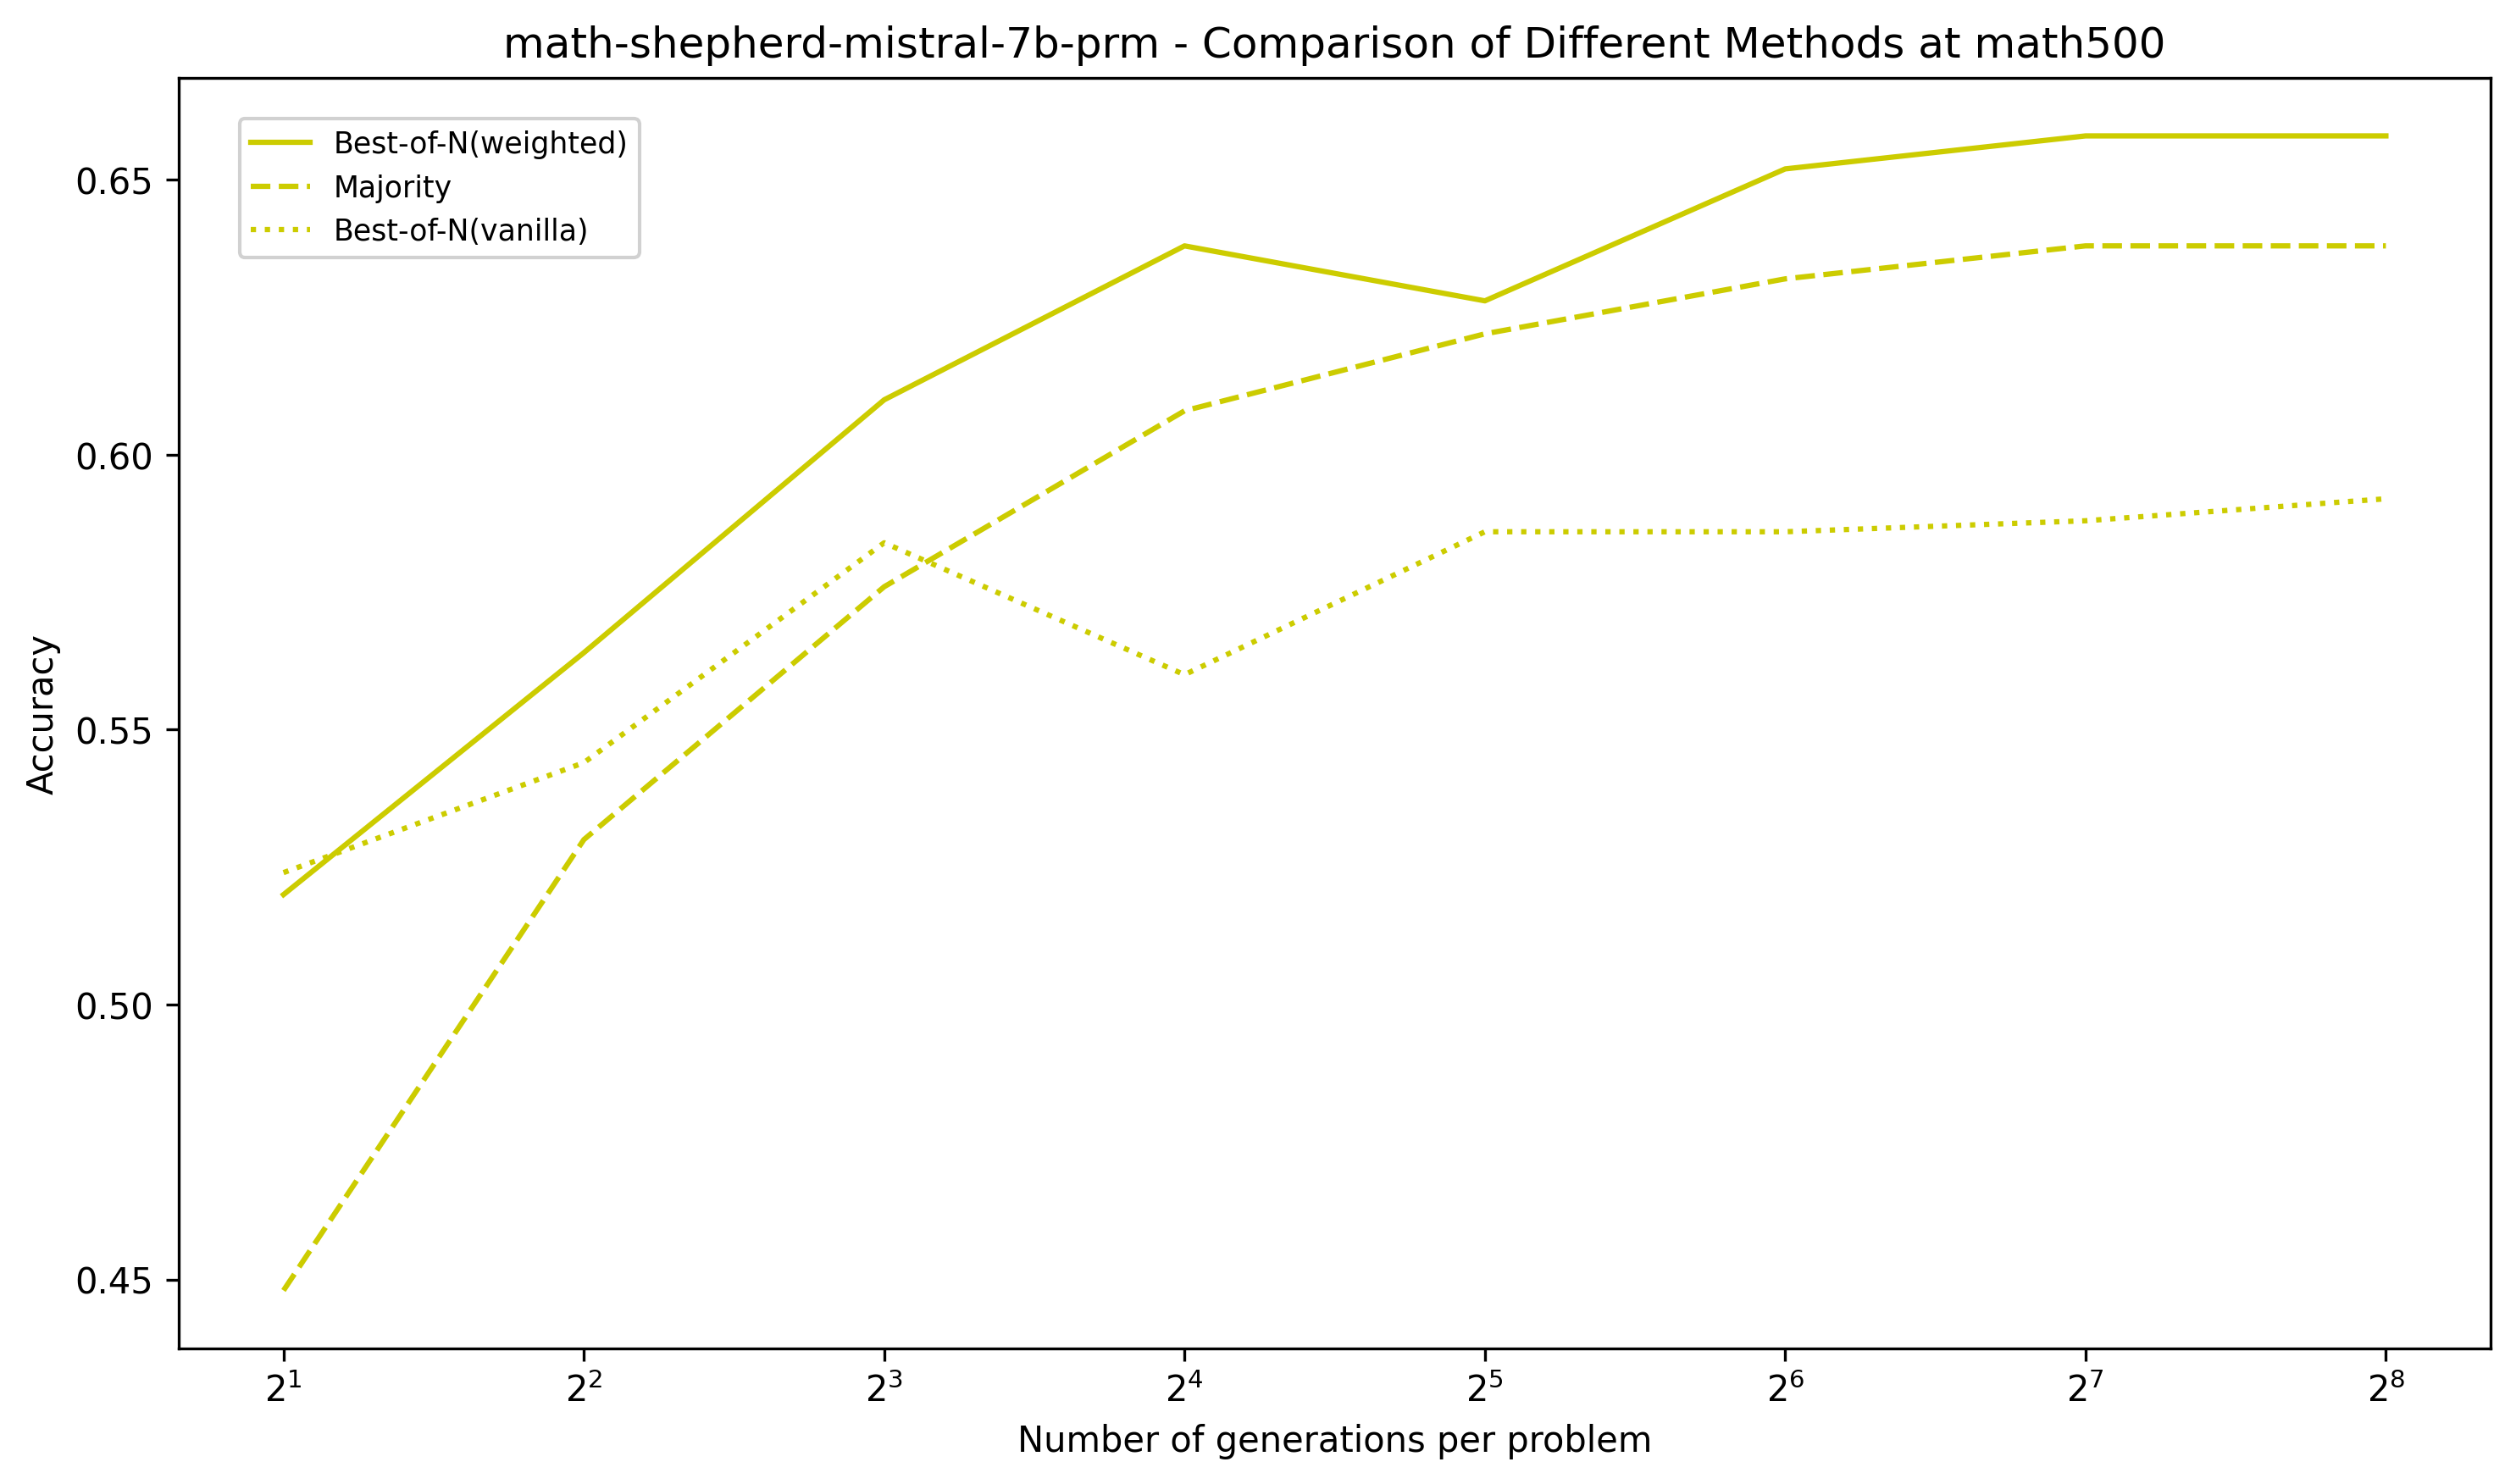 math-shepherd-mistral-7b-prm - Comparison of Different Methods at math500
Best-of-N(weighted)
Majority
Best-of-N(vanilla)
Accuracy
0.65
0.60
0.55
0.50
0.45
2¹ 2² 2³ 2⁴ 2⁵ 2⁶ 2⁷ 2⁸
Number of generations per problem